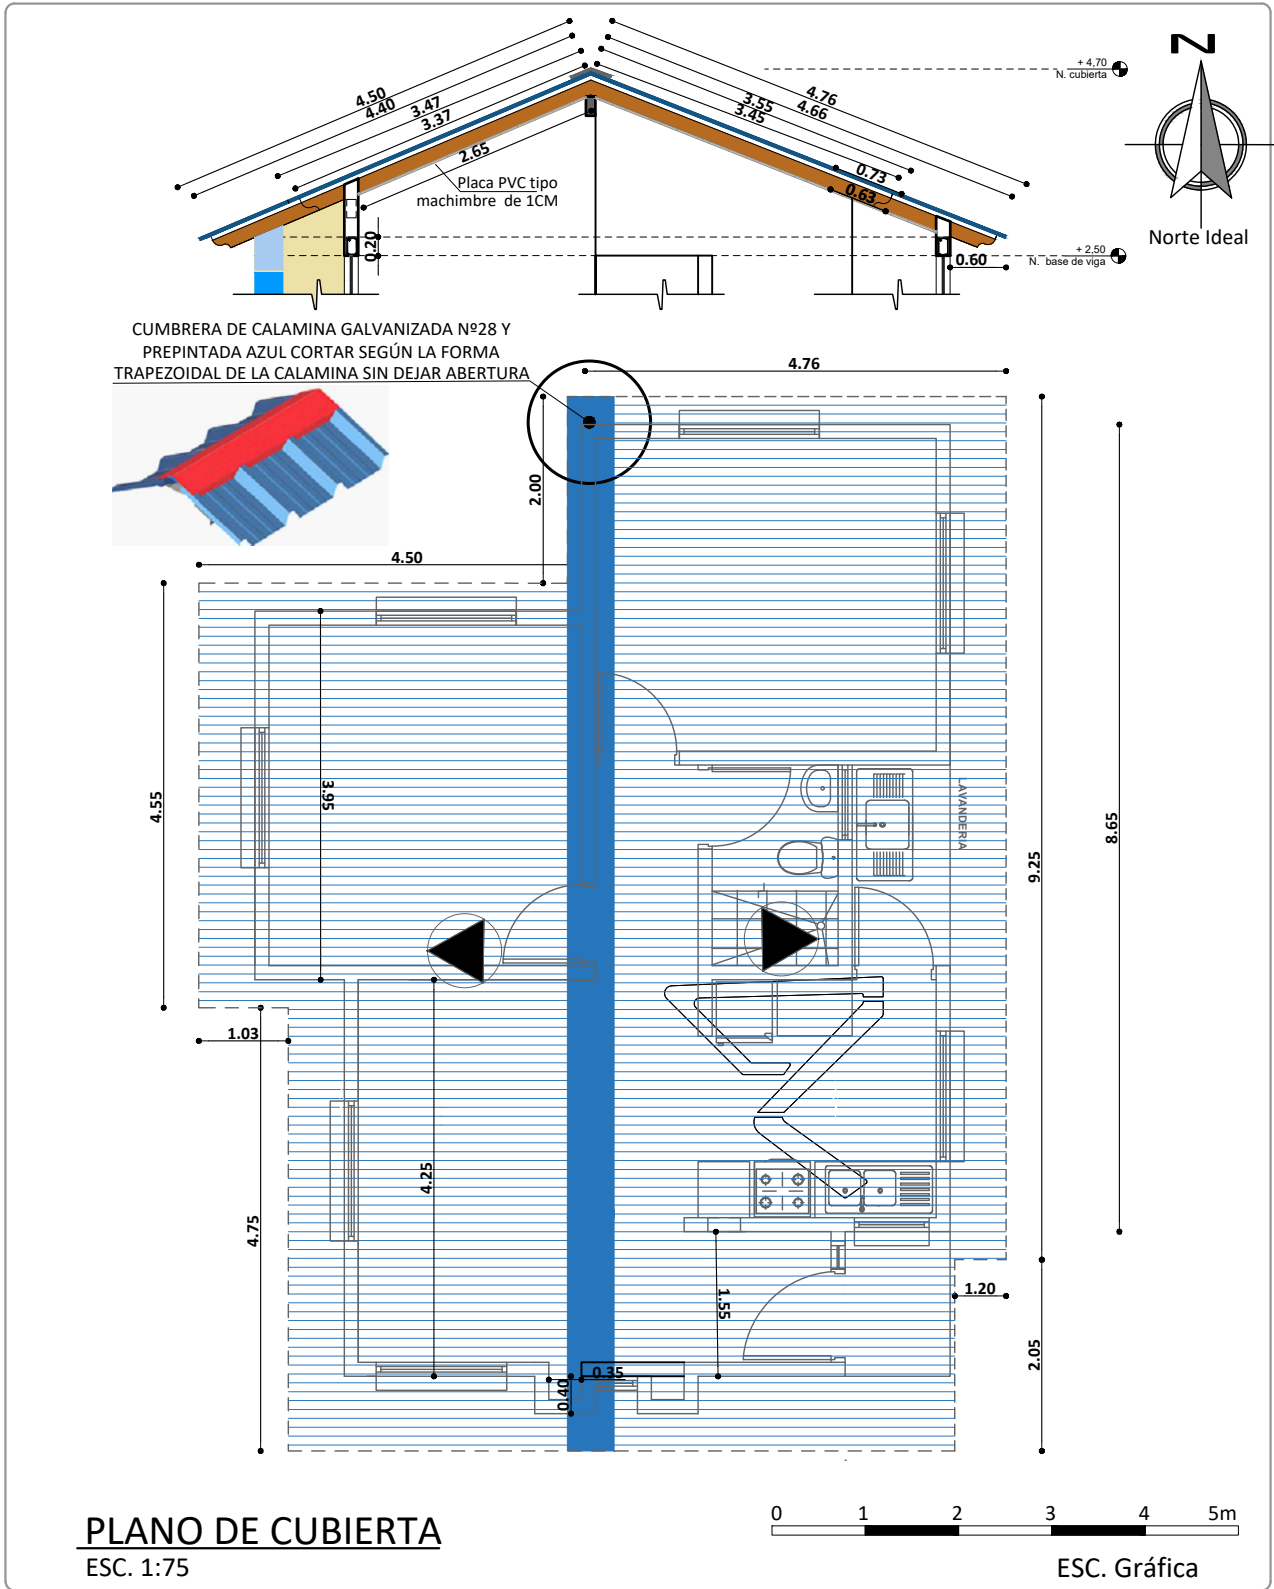 4.50
4.40
3.47
3.37
2.65
4.76
4.66
3.55
3.45
0.73
0.63
0.20
0.60
Placa PVC tipo
machimbre de 1CM
+ 4,70
N. cubierta
+ 2,50
N. base de viga
N
Norte Ideal
CUMBRERA DE CALAMINA GALVANIZADA Nº28 Y
PREPINTADA AZUL CORTAR SEGÚN LA FORMA
TRAPEZOIDAL DE LA CALAMINA SIN DEJAR ABERTURA
4.76
2.00
4.50
4.55
3.95
LAVANDERIA
8.65
9.25
1.03
4.25
4.75
1.55
1.20
2.05
0.35
0.40
PLANO DE CUBIERTA
ESC. 1:75
0 1 2 3 4 5m
ESC. Gráfica